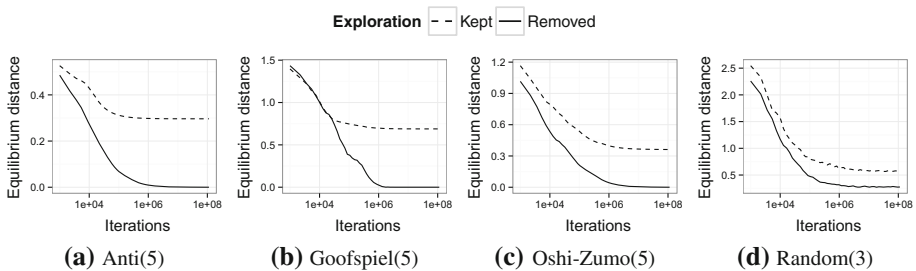 Exploration Kept Removed
Equilibrium distance
0.4
0.2
0.0
1e+04 1e+06 1e+08
Iterations
(a) Anti(5)
Equilibrium distance
1.5
1.0
0.5
0.0
1e+04 1e+06 1e+08
Iterations
(b) Goofspiel(5)
Equilibrium distance
1.2
0.9
0.6
0.3
0.0
1e+04 1e+06 1e+08
Iterations
(c) Oshi-Zumo(5)
Equilibrium distance
2.5
2.0
1.5
1.0
0.5
1e+04 1e+06 1e+08
Iterations
(d) Random(3)